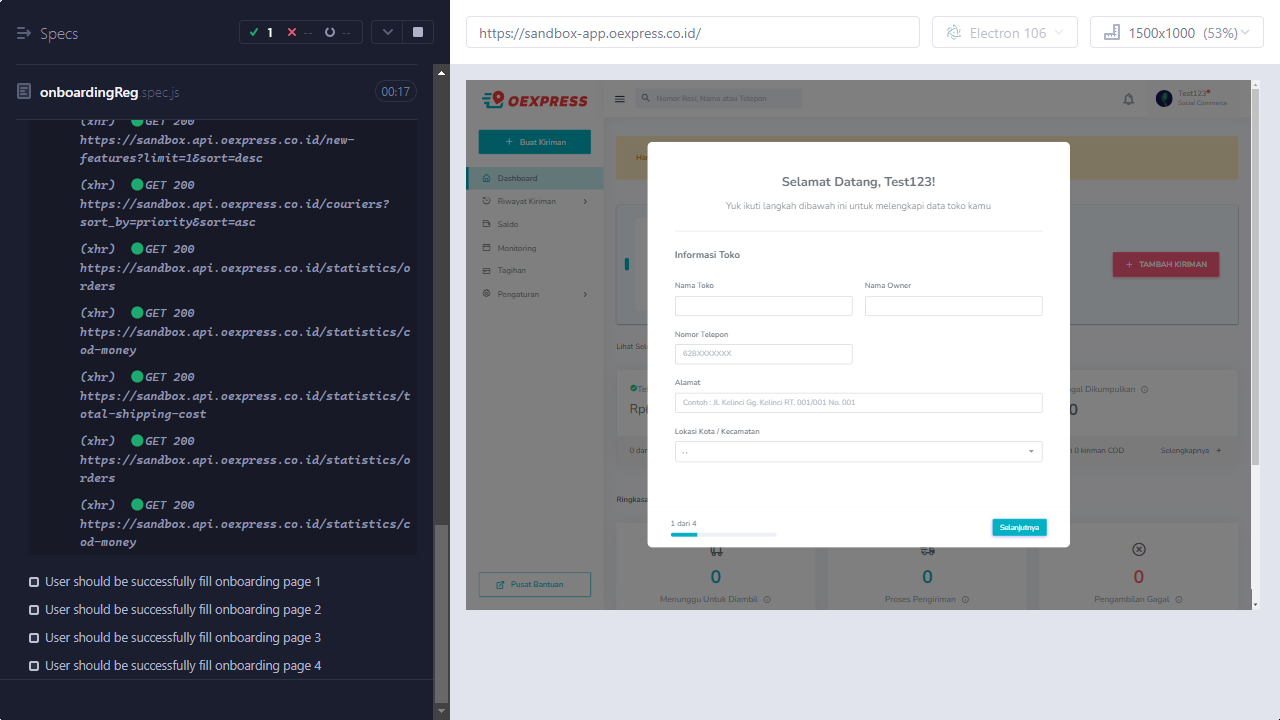 Specs
1
--
--
onboardingReg.spec.js
00:17
(xhr) GET 200
https://sandbox.api.oexpress.co.id/new-
features?limit=1&sort=desc
(xhr) GET 200
https://sandbox.api.oexpress.co.id/couriers?
sort_by=priority&sort=asc
(xhr) GET 200
https://sandbox.api.oexpress.co.id/statistics/o
rders
(xhr) GET 200
https://sandbox.api.oexpress.co.id/statistics/c
od-money
(xhr) GET 200
https://sandbox.api.oexpress.co.id/statistics/t
otal-shipping-cost
(xhr) GET 200
https://sandbox.api.oexpress.co.id/statistics/o
rders
(xhr) GET 200
https://sandbox.api.oexpress.co.id/statistics/c
od-money
User should be successfully fill onboarding page 1
User should be successfully fill onboarding page 2
User should be successfully fill onboarding page 3
User should be successfully fill onboarding page 4
https://sandbox-app.oexpress.co.id/
Electron 106
1500x1000 (53%)
OEXPRESS
Nomor Resi, Nama atau Telepon
Test123
Social Commerce
+ Buat Kiriman
Dashboard
Riwayat Kiriman
Saldo
Monitoring
Tagihan
Pengaturan
Pusat Bantuan
Selamat Datang, Test123!
Yuk ikuti langkah dibawah ini untuk melengkapi data toko kamu
Informasi Toko
Nama Toko
Nama Owner
Nomor Telepon
628XXXXXXX
Alamat
Contoh : Jl. Kelinci Gg. Kelinci RT. 001/001 No. 001
Lokasi Kota / Kecamatan
, ,
1 dari 4
Selanjutnya
+ TAMBAH KIRIMAN
Lihat Sel
Te
gal Dikumpulkan
Rp
0
0 dar
0 kiriman COD
Selengkapnya
Ringkasa
0
0
0
Menunggu Untuk Diambil
Proses Pengiriman
Pengambilan Gagal